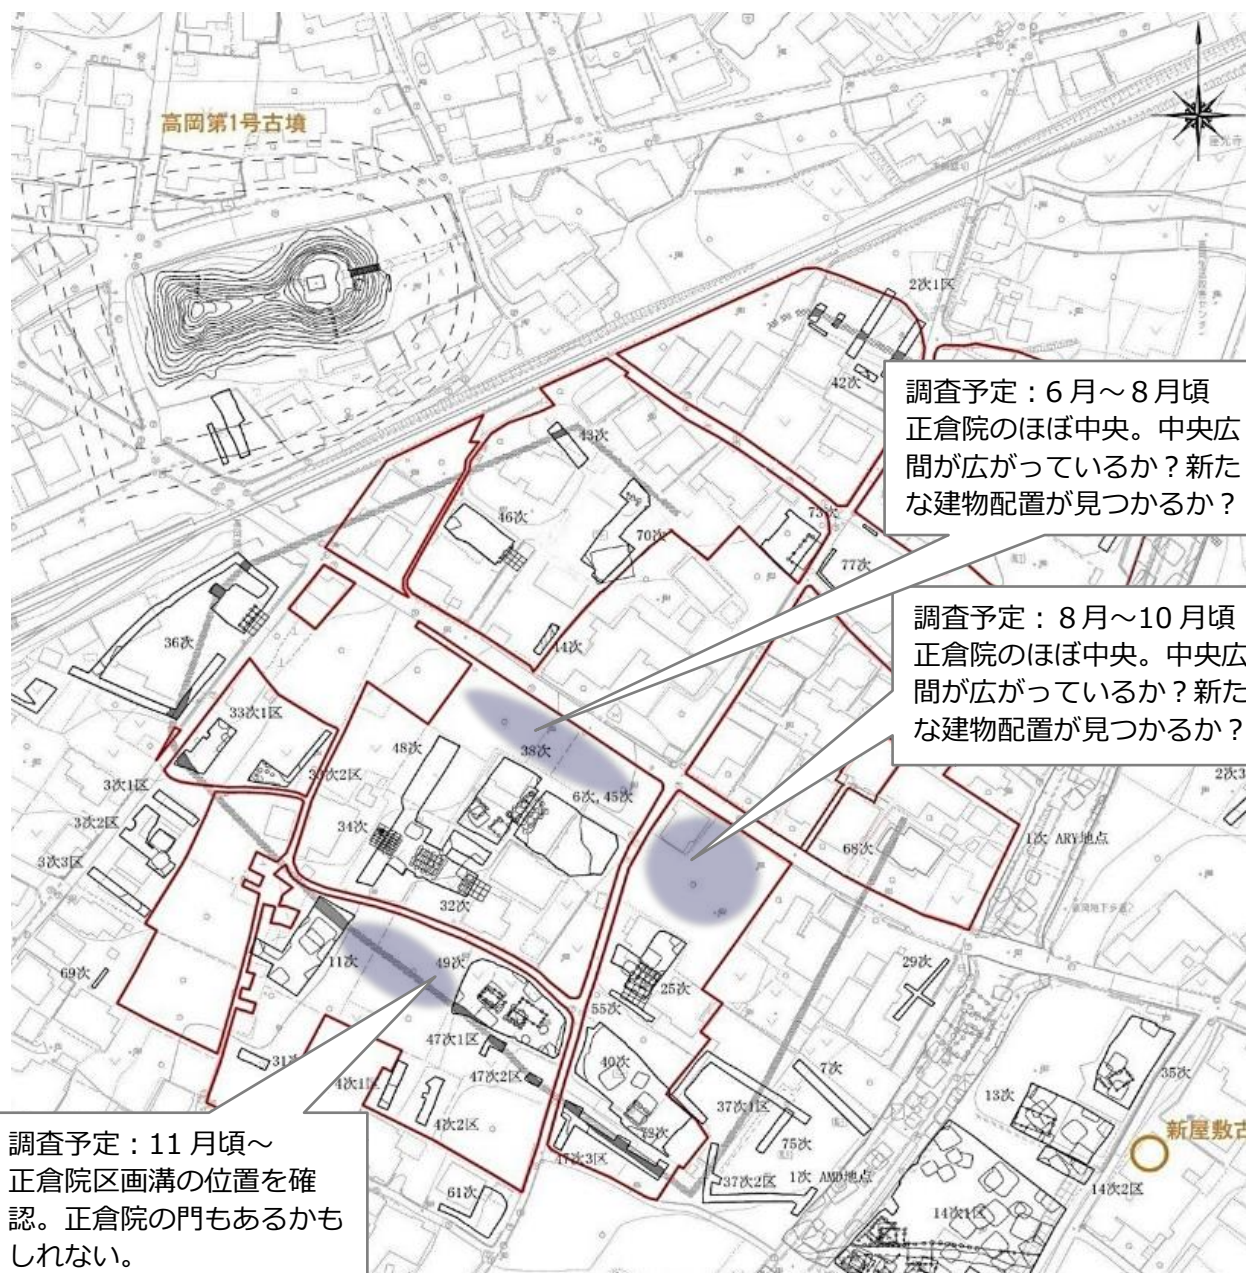 高岡第1号古墳
2次1区
42次
調査予定：6月～8月頃
正倉院のほぼ中央。中央広
間が広がっているか？新た
な建物配置が見つかるか？
43次
46次
70次
73次
77次
44次
調査予定：8月～10月頃
正倉院のほぼ中央。中央広
間が広がっているか？新た
な建物配置が見つかるか？
36次
33次1区
38次
48次
3次1区
33次2区
6次,45次
3次2区
34次
68次
1次 ARY地点
3次3区
32次
11次
49次
69次
25次
29次
55次
47次1区
31次
4次1区
47次2区
40次
7次
35次
13次
37次1区
4次2区
72次
75次
新屋敷古
47次3区
37次2区
1次 AMD地点
14次2区
61次
14次1区
調査予定：11月頃～
正倉院区画溝の位置を確
認。正倉院の門もあるかも
しれない。